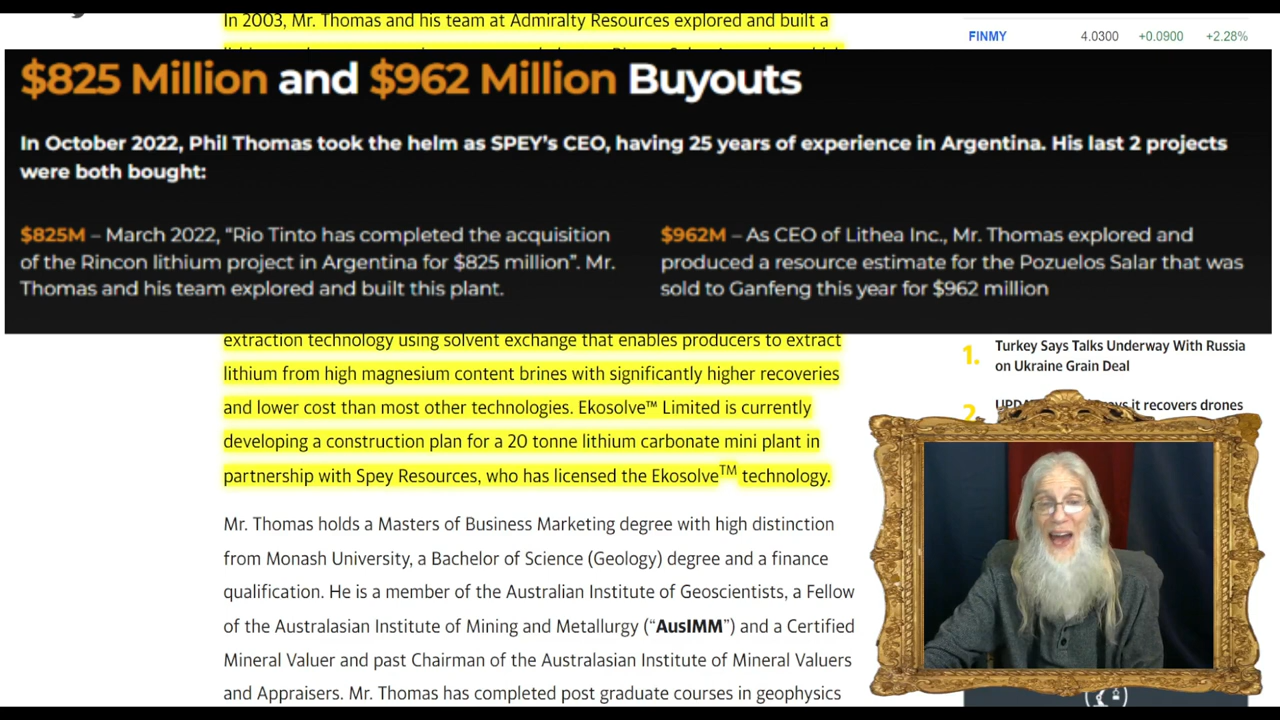 In 2003, Mr. Thomas and his team at Admiralty Resources explored and built a
FINMY 4.0300 +0.0900 +2.28%
$825 Million and $962 Million Buyouts
In October 2022, Phil Thomas took the helm as SPEY's CEO, having 25 years of experience in Argentina. His last 2 projects
were both bought:
$825M – March 2022, “Rio Tinto has completed the acquisition
of the Rincon lithium project in Argentina for $825 million”. Mr.
Thomas and his team explored and built this plant.
$962M – As CEO of Lithea Inc., Mr. Thomas explored and
produced a resource estimate for the Pozuelos Salar that was
sold to Ganfeng this year for $962 million
extraction technology using solvent exchange that enables producers to extract
lithium from high magnesium content brines with significantly higher recoveries
and lower cost than most other technologies. Ekosolve™ Limited is currently
developing a construction plan for a 20 tonne lithium carbonate mini plant in
partnership with Spey Resources, who has licensed the Ekosolve™ technology.
Mr. Thomas holds a Masters of Business Marketing degree with high distinction
from Monash University, a Bachelor of Science (Geology) degree and a finance
qualification. He is a member of the Australian Institute of Geoscientists, a Fellow
of the Australasian Institute of Mining and Metallurgy (“AusIMM”) and a Certified
Mineral Valuer and past Chairman of the Australasian Institute of Mineral Valuers
and Appraisers. Mr. Thomas has completed post graduate courses in geophysics
1. Turkey Says Talks Underway With Russia
on Ukraine Grain Deal
2. it recovers drones